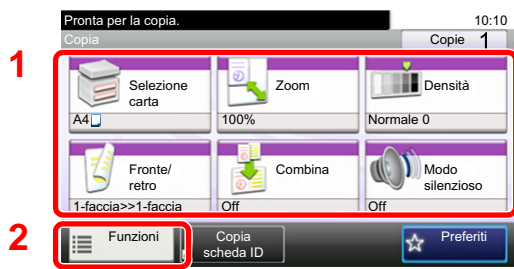 Pronta per la copia.
10:10
Copia
Copie 1
1
Selezione
carta
A4
Zoom
100%
Densità
Normale 0
Fronte/
retro
1-faccia>>1-faccia
Combina
Off
Modo
silenzioso
Off
2
Funzioni
Copia
scheda ID
Preferiti